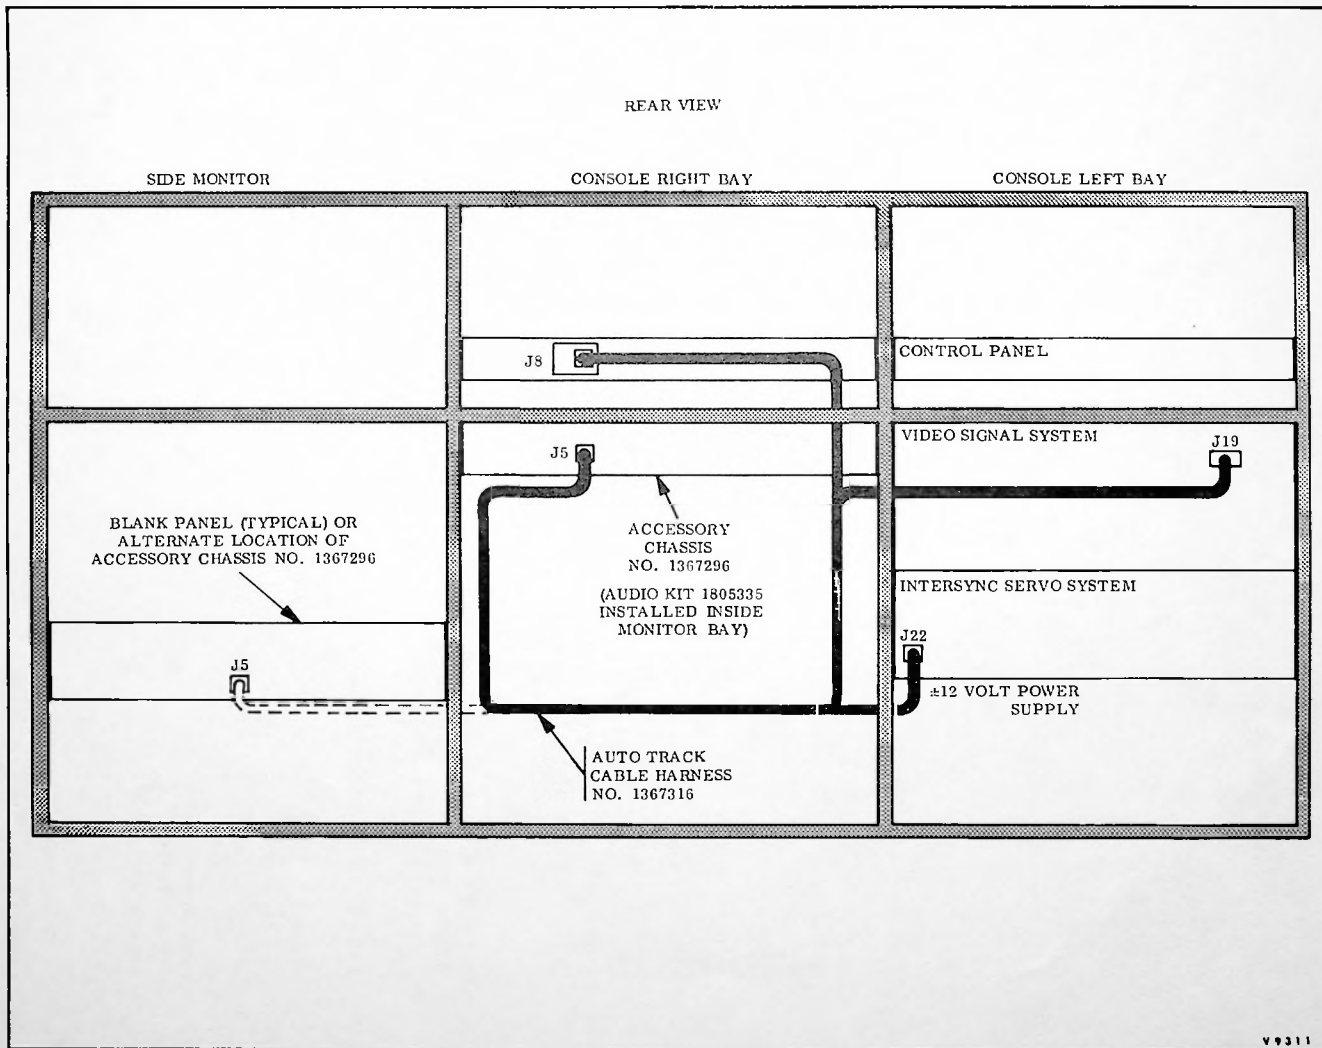 REAR VIEW
SIDE MONITOR
CONSOLE RIGHT BAY
CONSOLE LEFT BAY
J8
CONTROL PANEL
J5
VIDEO SIGNAL SYSTEM
J19
BLANK PANEL (TYPICAL) OR
ALTERNATE LOCATION OF
ACCESSORY CHASSIS NO. 1367296
ACCESSORY
CHASSIS
NO. 1367296
(AUDIO KIT 1805335
INSTALLED INSIDE
MONITOR BAY)
INTERSYNC SERVO SYSTEM
J22
J5
±12 VOLT POWER
SUPPLY
AUTO TRACK
CABLE HARNESS
NO. 1367316
V9311